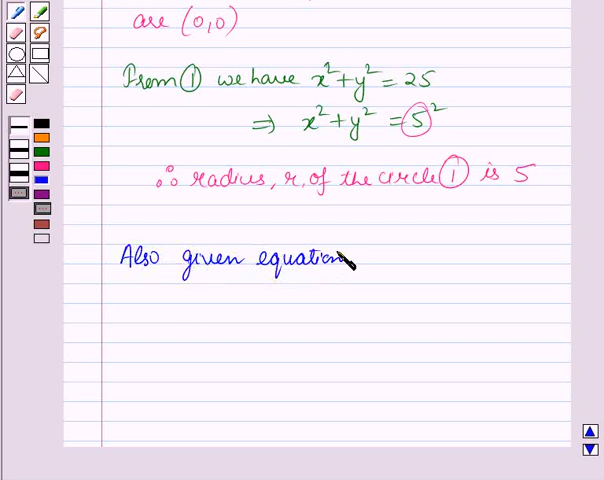 are (0,0)
From ① we have x²+y² = 25
⇒ x²+y² = 5²
∴ radius, r, of the circle ① is 5
Also given equation